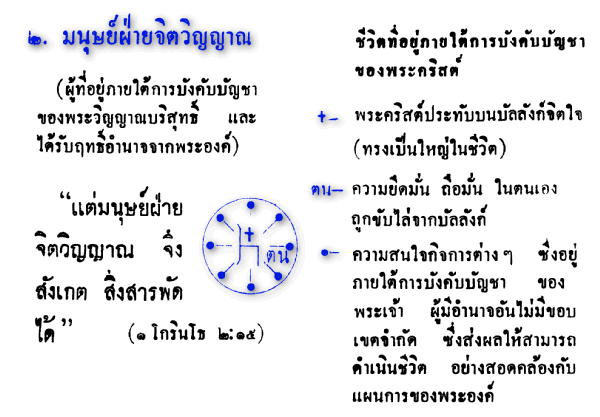 ๒. มนุษย์ฝ่ายจิตวิญญาณ
(ผู้ที่อยู่ภายใต้การบังคับบัญชา
ของพระวิญญาณบริสุทธิ์ และ
ได้รับฤทธิ์อำนาจจากพระองค์)
“แต่มนุษย์ฝ่าย
จิตวิญญาณ จึง
สังเกต สิ่งสารพัด
ได้”
(๑ โกรินโธ ๒:๑๕)
ตน
ชีวิตที่อยู่ภายใต้การบังคับบัญชา
ของพระคริสต์
†– พระคริสต์ประทับบนบัลลังก์จิตใจ
(ทรงเป็นใหญ่ในชีวิต)
ตน– ความยึดมั่น ถือมั่น ในตนเอง
ถูกขับไล่จากบัลลังก์
•– ความสนใจกิจการต่างๆ ซึ่งอยู่
ภายใต้การบังคับบัญชา ของ
พระเจ้า ผู้มีอำนาจอันไม่มีขอบ
เขตจำกัด ซึ่งส่งผลให้สามารถ
ดำเนินชีวิต อย่างสอดคล้องกับ
แผนการของพระองค์